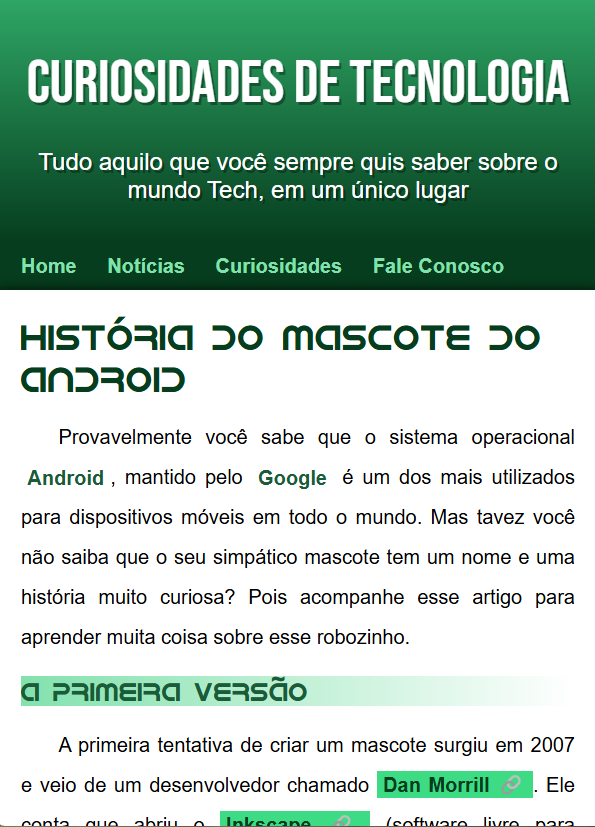 CURIOSIDADES DE TECNOLOGIA
Tudo aquilo que você sempre quis saber sobre o
mundo Tech, em um único lugar
Home Notícias Curiosidades Fale Conosco
História do Mascote do
Android
Provavelmente você sabe que o sistema operacional
Android , mantido pelo Google é um dos mais utilizados
para dispositivos móveis em todo o mundo. Mas tavez você
não saiba que o seu simpático mascote tem um nome e uma
história muito curiosa? Pois acompanhe esse artigo para
aprender muita coisa sobre esse robozinho.
A primeira versão
A primeira tentativa de criar um mascote surgiu em 2007
e veio de um desenvolvedor chamado Dan Morrill 🔗 . Ele
conta que abriu o Inkscape 🔗 (software livre para